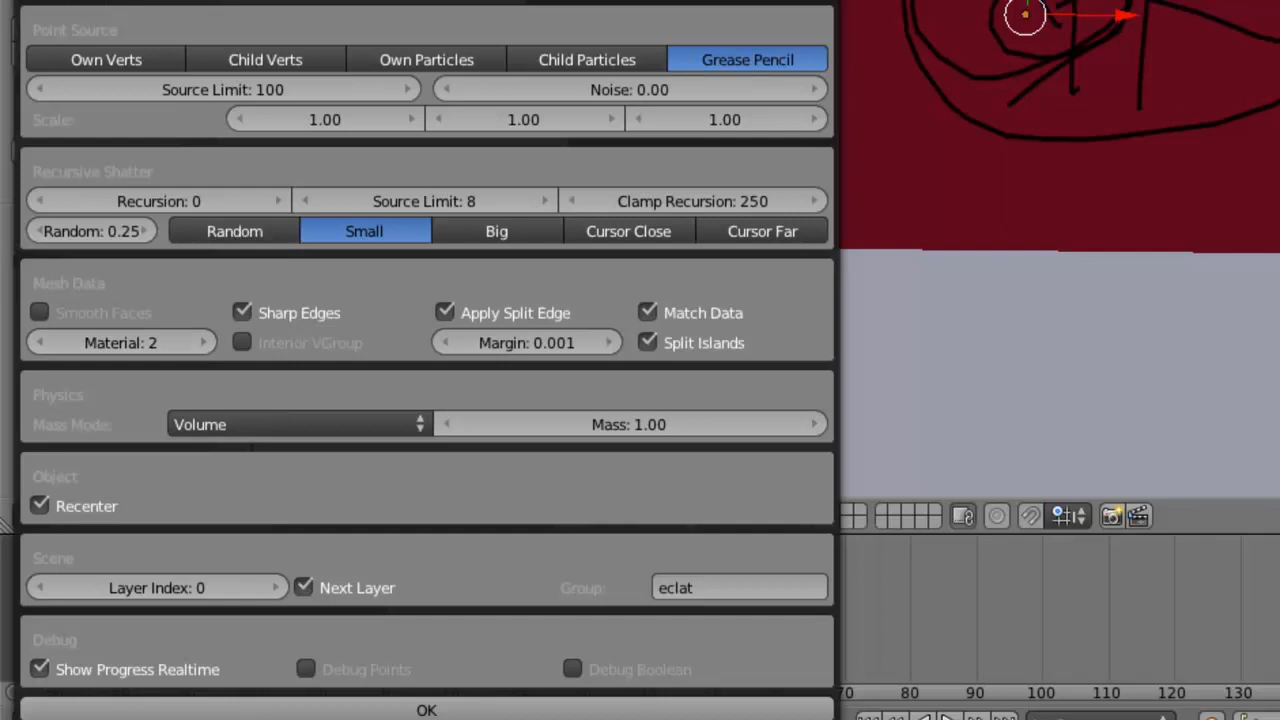 Point Source
Own Verts Child Verts Own Particles Child Particles Grease Pencil
Source Limit: 100 Noise: 0.00
Scale: 1.00 1.00 1.00
Recursive Shatter
Recursion: 0 Source Limit: 8 Clamp Recursion: 250
Random: 0.25 Random Small Big Cursor Close Cursor Far
Mesh Data
Smooth Faces Sharp Edges Apply Split Edge Match Data
Material: 2 Interior VGroup Margin: 0.001 Split Islands
Physics
Mass Mode: Volume Mass: 1.00
Object
Recenter
Scene
Layer Index: 0 Next Layer Group: eclat
Debug
Show Progress Realtime Debug Points Debug Boolean
70 80 90 100 110 120 130
OK